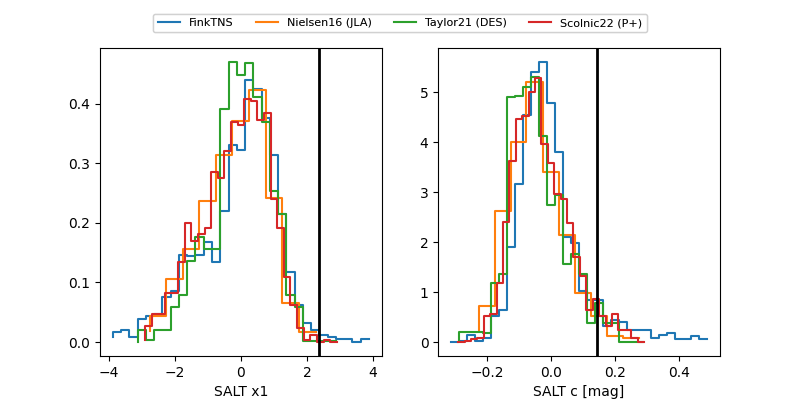 FinkTNS Nielsen16 (JLA) Taylor21 (DES) Scolnic22 (P+)
0.4
0.3
0.2
0.1
0.0
−4 −2 0 2 4
SALT x1
5
4
3
2
1
0
−0.2 0.0 0.2 0.4
SALT c [mag]